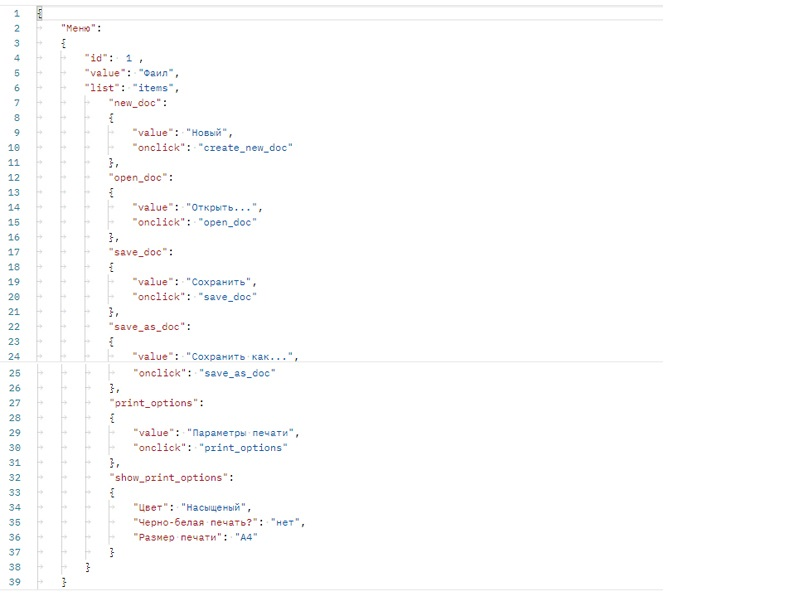 1 {
2 "Меню":
3 {
4 "id": 1 ,
5 "value": "Фаил",
6 "list": "items",
7 "new_doc":
8 {
9 "value": "Новый",
10 "onclick": "create_new_doc"
11 },
12 "open_doc":
13 {
14 "value": "Открыть...",
15 "onclick": "open_doc"
16 },
17 "save_doc":
18 {
19 "value": "Сохранить",
20 "onclick": "save_doc"
21 },
22 "save_as_doc":
23 {
24 "value": "Сохранить как...",
25 "onclick": "save_as_doc"
26 },
27 "print_options":
28 {
29 "value": "Параметры печати",
30 "onclick": "print_options"
31 },
32 "show_print_options":
33 {
34 "Цвет": "Насыщеный",
35 "Черно-белая печать?": "нет",
36 "Размер печати": "А4"
37 }
38 }
39 }